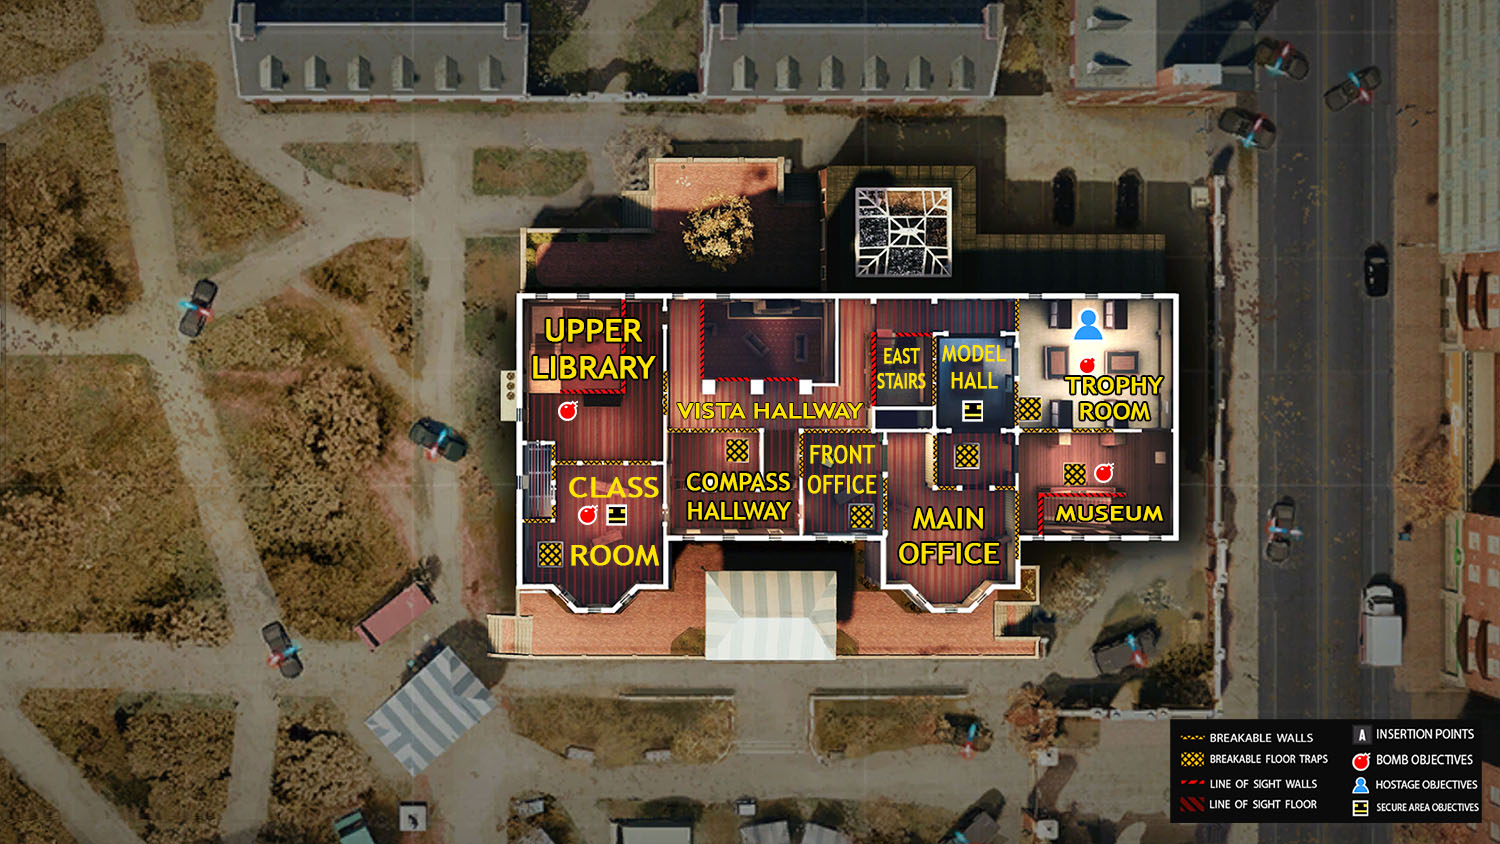 UPPER
LIBRARY
EAST
STAIRS
MODEL
HALL
TROPHY
ROOM
VISTA HALLWAY
COMPASS
HALLWAY
FRONT
OFFICE
CLASS
ROOM
MAIN
OFFICE
MUSEUM
BREAKABLE WALLS
BREAKABLE FLOOR TRAPS
LINE OF SIGHT WALLS
LINE OF SIGHT FLOOR
A INSERTION POINTS
BOMB OBJECTIVES
HOSTAGE OBJECTIVES
SECURE AREA OBJECTIVES